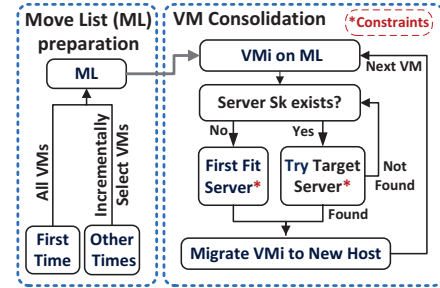 Move List (ML)
preparation
ML
All VMs
Incrementally
Select VMs
First
Time
Other
Times
VM Consolidation
*Constraints
VMi on ML
Next VM
Server Sk exists?
No
Yes
First Fit
Server*
Try Target
Server*
Not
Found
Found
Migrate VMi to New Host